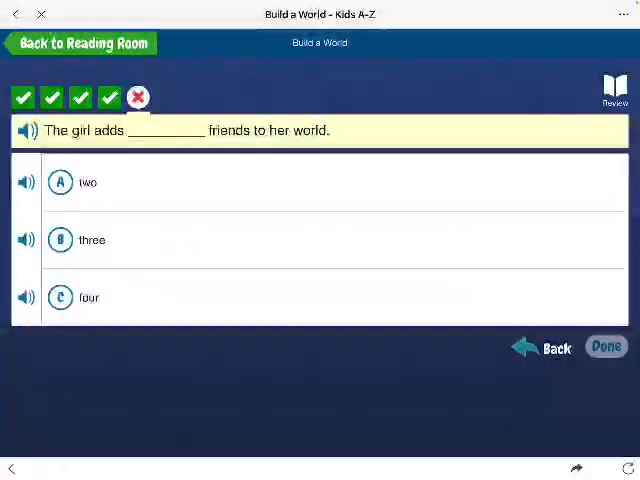 Build a World - Kids A-Z
Back to Reading Room
Build a World
Review
The girl adds __________ friends to her world.
A two
B three
C four
Back
Done